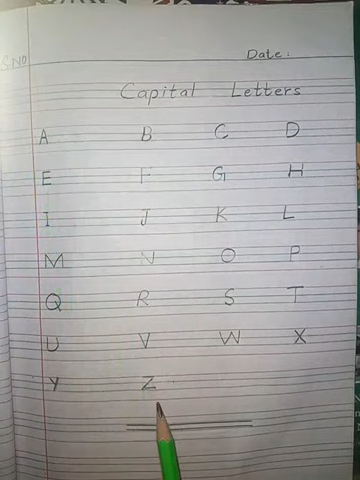 S.NO
Date:
Capital Letters
A B C D
E F G H
I J K L
M N O P
Q R S T
U V W X
Y Z